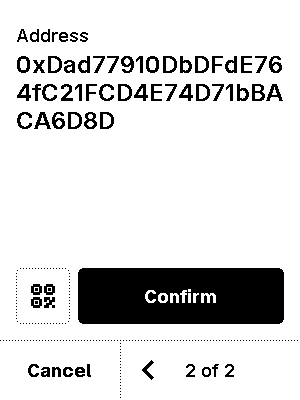 Address
0xDad77910DbDFdE76
4fC21FCD4E74D71bBA
CA6D8D
Confirm
Cancel
2 of 2